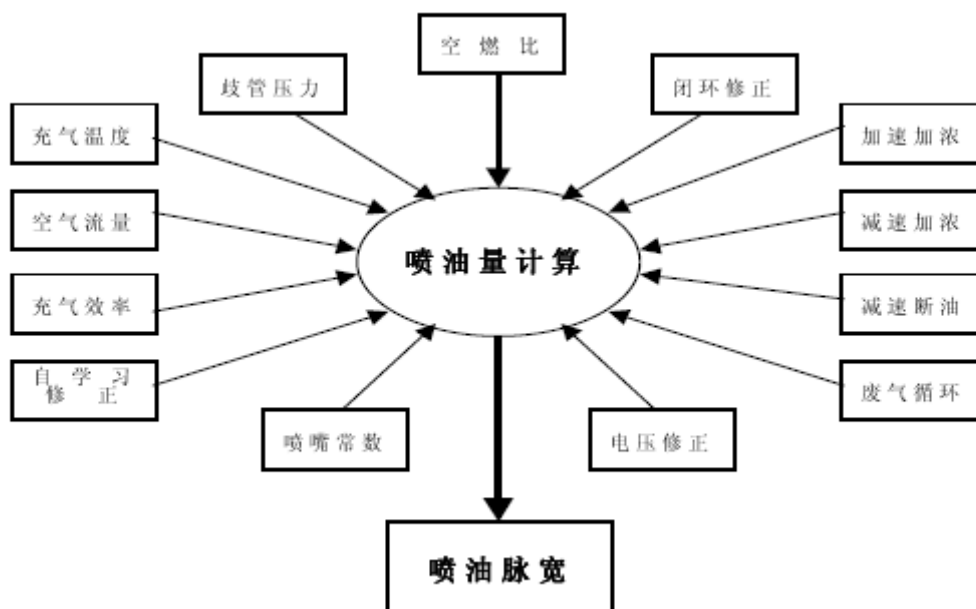 空燃比
歧管压力
闭环修正
充气温度
加速加浓
空气流量
减速加浓
喷油量计算
充气效率
减速断油
自学习
修正
废气循环
喷嘴常数
电压修正
喷油脉宽